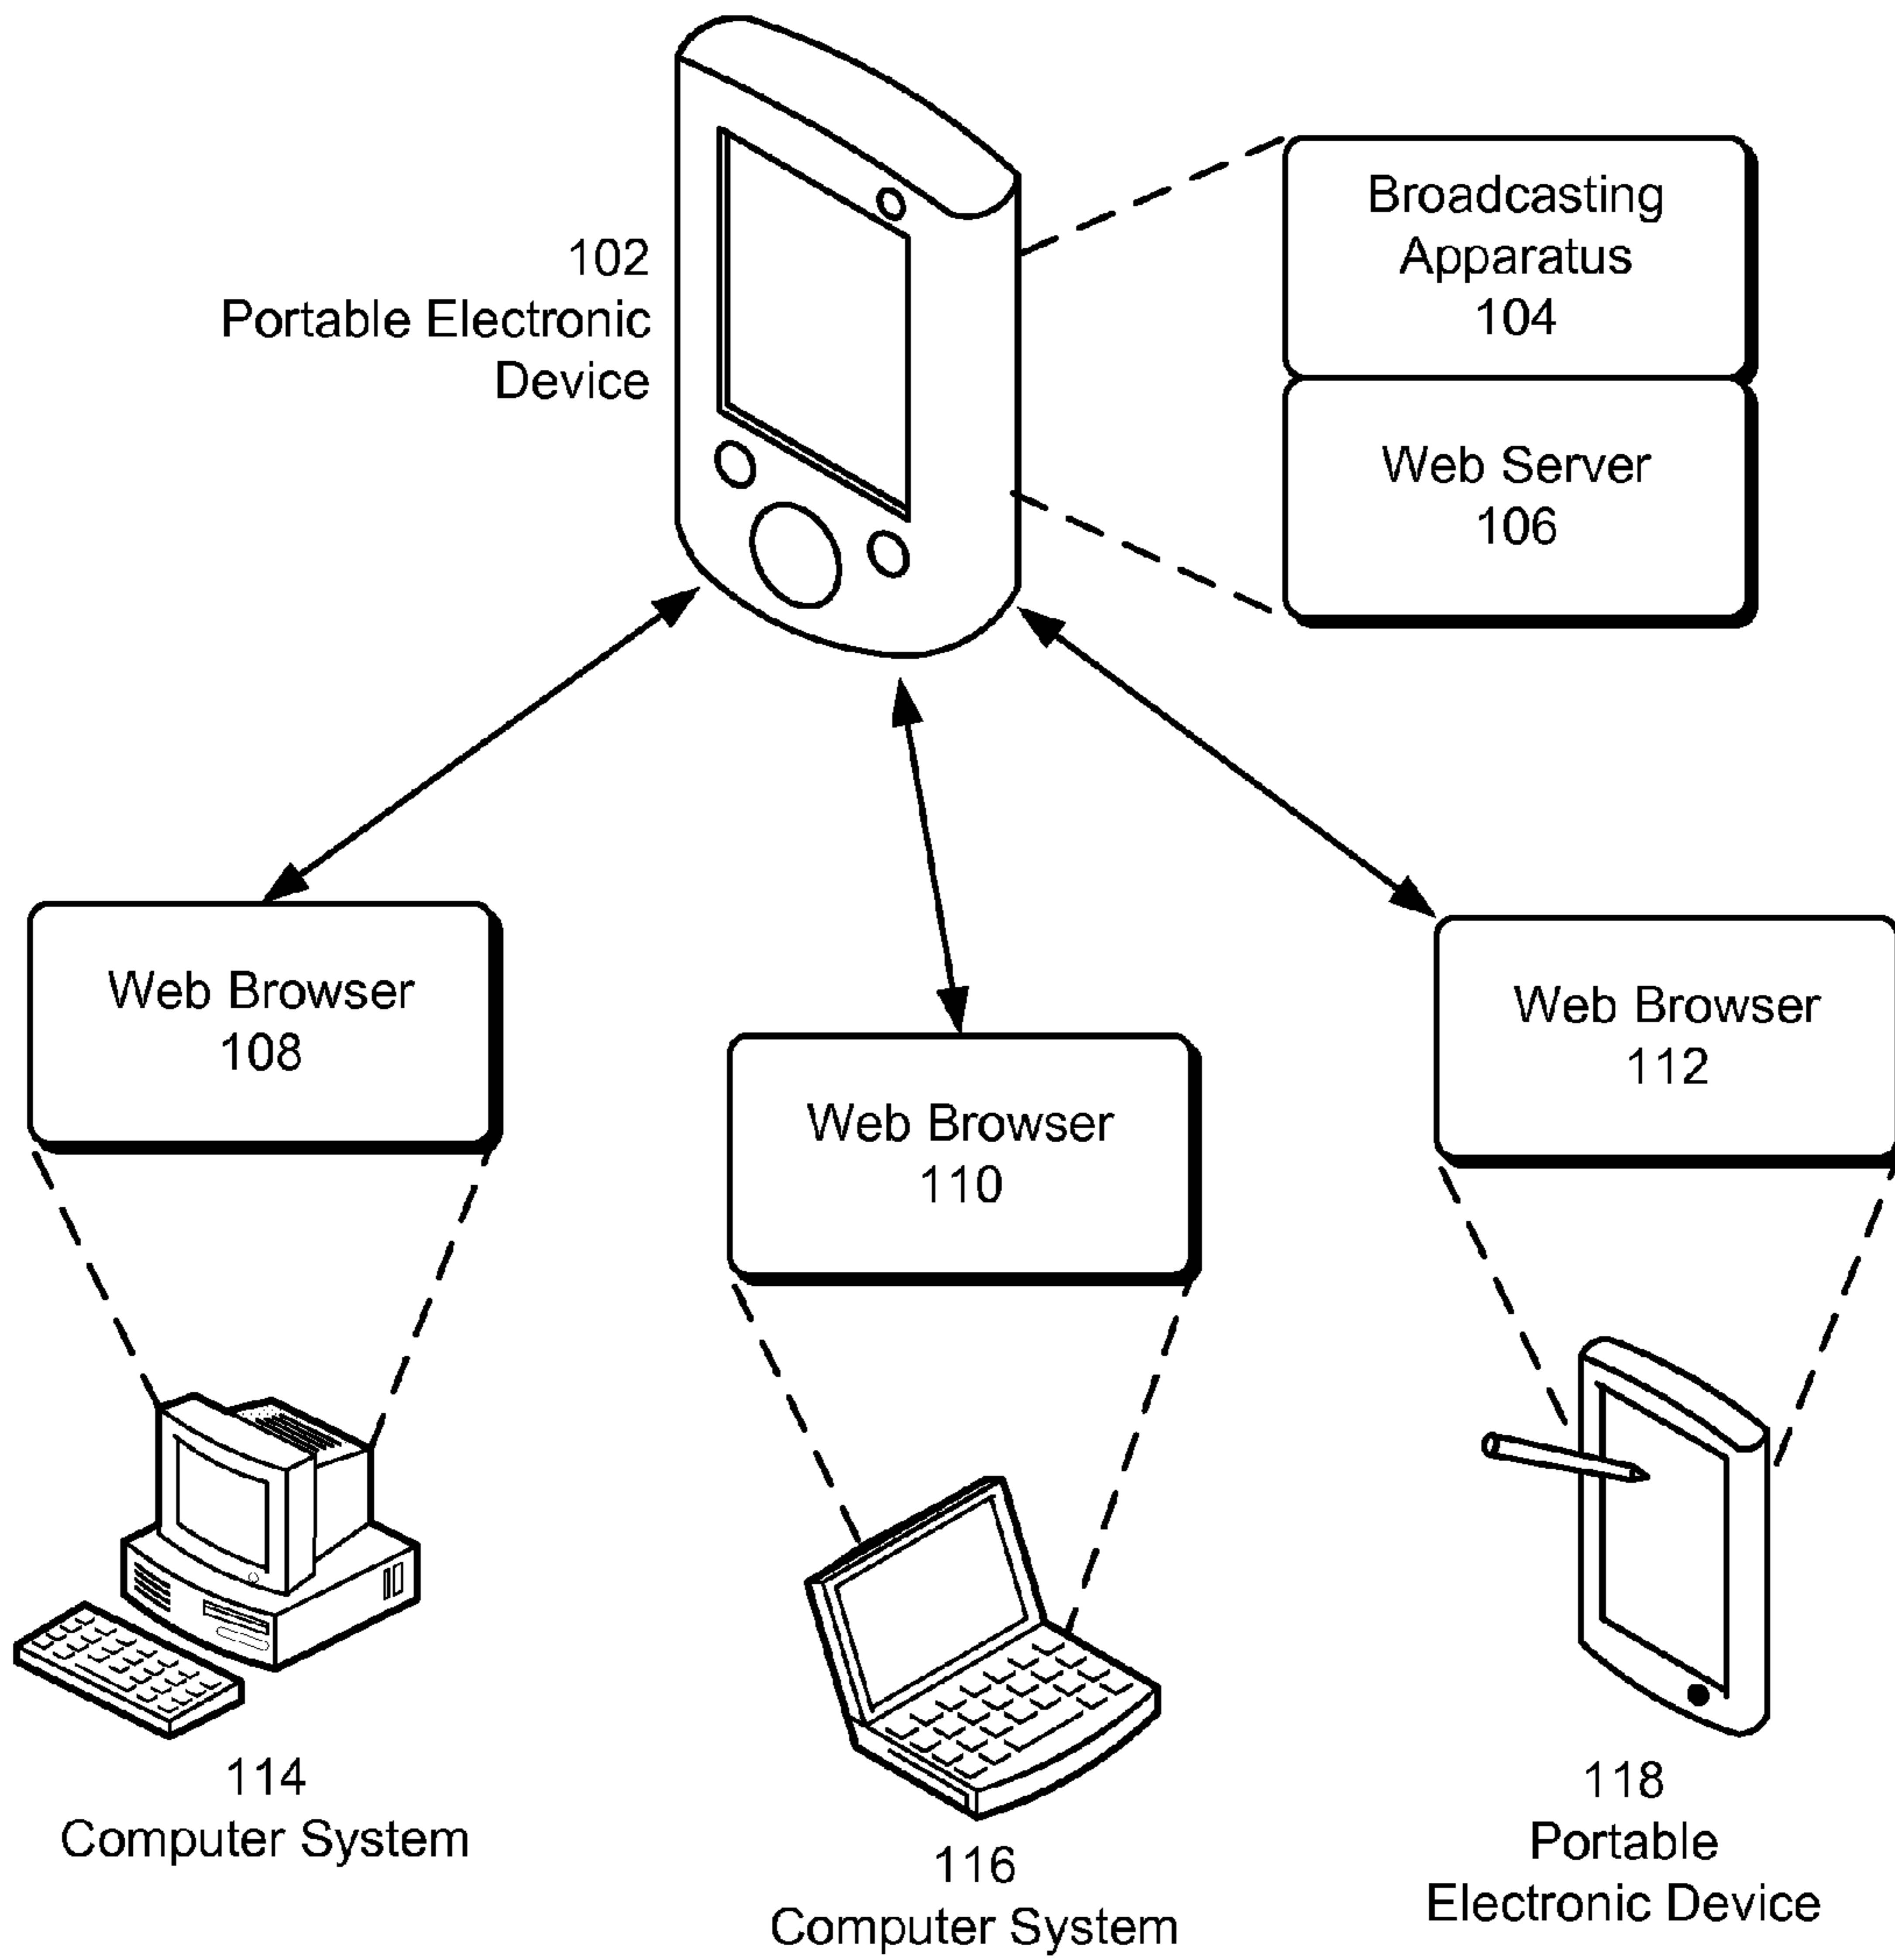 102
Portable Electronic
Device
Broadcasting
Apparatus
104
Web Server
106
Web Browser
108
Web Browser
110
Web Browser
112
114
Computer System
116
Computer System
118
Portable
Electronic Device